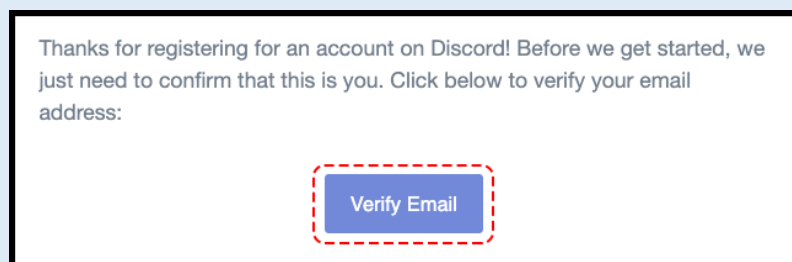 Thanks for registering for an account on Discord! Before we get started, we
just need to confirm that this is you. Click below to verify your email
address:
Verify Email